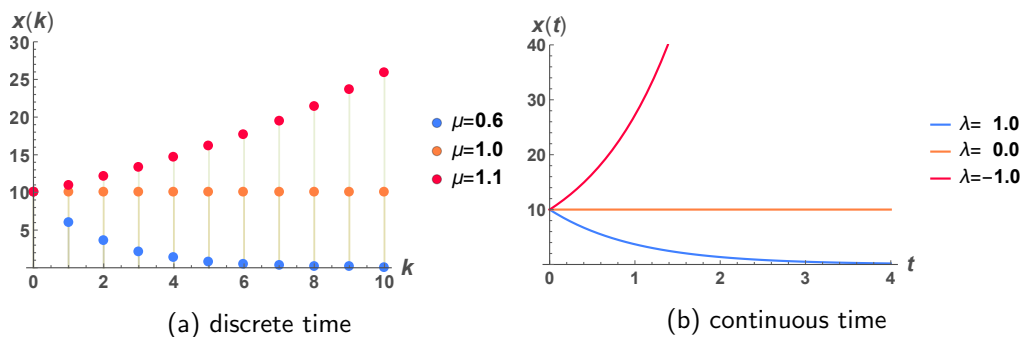 x(k)
30
25
20
15
10
5
0 2 4 6 8 10 k
μ=0.6
μ=1.0
μ=1.1
(a) discrete time
x(t)
40
30
20
10
0 1 2 3 4 t
λ= 1.0
λ= 0.0
λ=−1.0
(b) continuous time